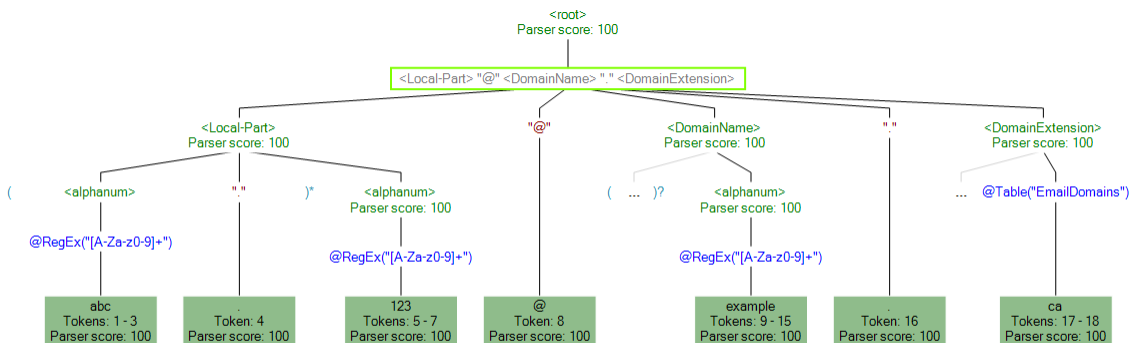 <root>
Parser score: 100
<Local-Part> "@" <DomainName> "." <DomainExtension>
<Local-Part>
Parser score: 100
"@"
<DomainName>
Parser score: 100
"."
<DomainExtension>
Parser score: 100
( <alphanum> "." )* <alphanum>
Parser score: 100
( ... )? <alphanum>
Parser score: 100
... @Table("EmailDomains")
@RegEx("[A-Za-z0-9]+")
@RegEx("[A-Za-z0-9]+")
@RegEx("[A-Za-z0-9]+")
abc
Tokens: 1 - 3
Parser score: 100
.
Token: 4
Parser score: 100
123
Tokens: 5 - 7
Parser score: 100
@
Token: 8
Parser score: 100
example
Tokens: 9 - 15
Parser score: 100
.
Token: 16
Parser score: 100
ca
Tokens: 17 - 18
Parser score: 100